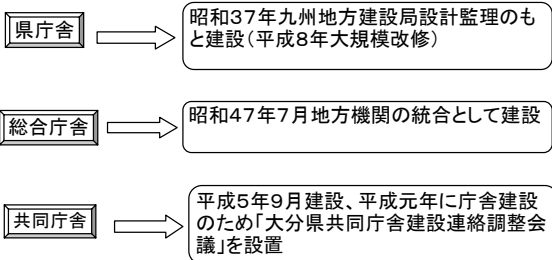 県庁舎
昭和37年九州地方建設局設計監理のも
と建設（平成8年大規模改修）
総合庁舎
昭和47年7月地方機関の統合として建設
共同庁舎
平成5年9月建設、平成元年に庁舎建設
のため「大分県共同庁舎建設連絡調整会
議」を設置